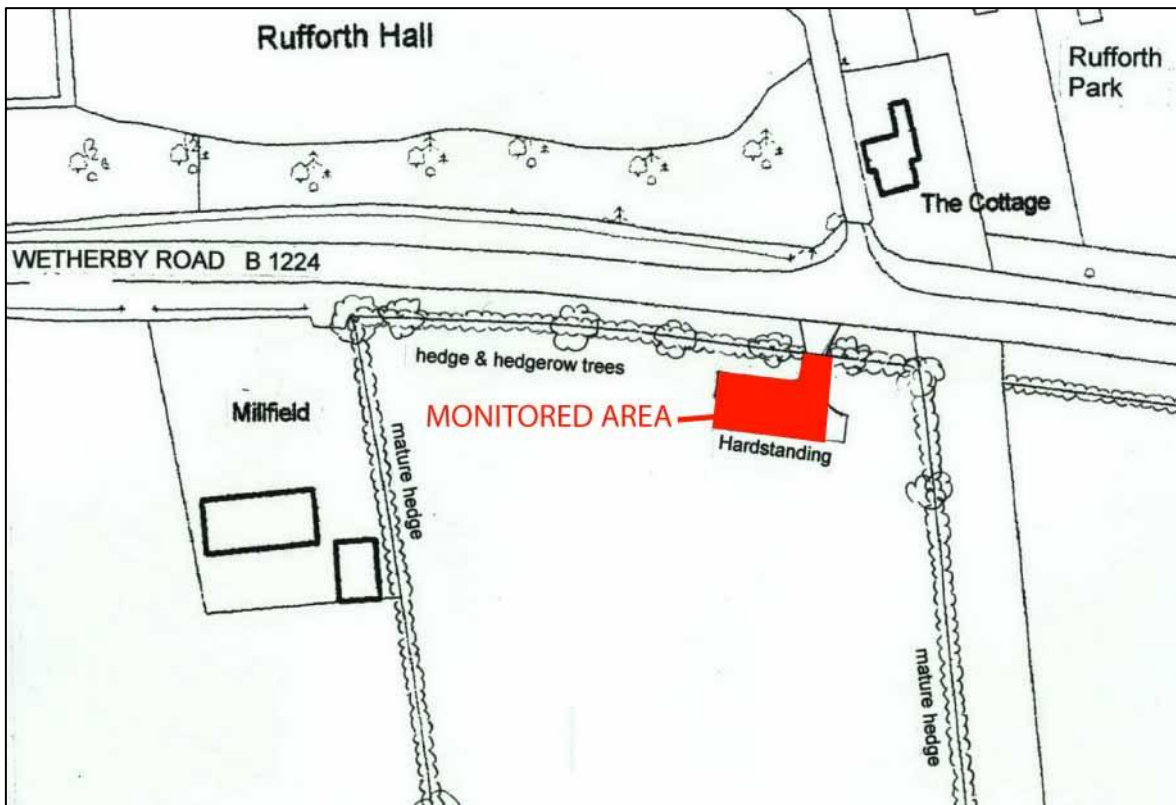 Rufforth Hall
Rufforth
Park
The Cottage
WETHERBY ROAD B 1224
hedge & hedgerow trees
Millfield
MONITORED AREA
Hardstanding
mature hedge
mature hedge